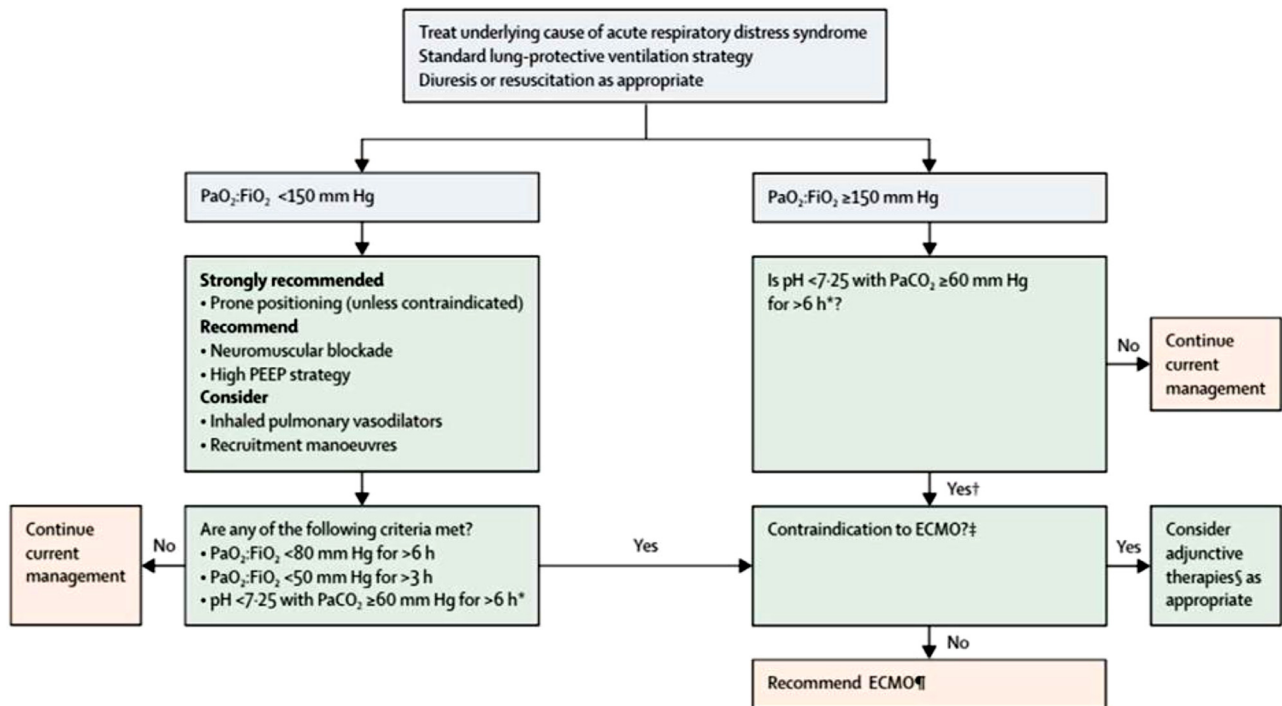 Treat underlying cause of acute respiratory distress syndrome
Standard lung-protective ventilation strategy
Diuresis or resuscitation as appropriate
PaO₂:FiO₂ <150 mm Hg
PaO₂:FiO₂ ≥150 mm Hg
Strongly recommended
• Prone positioning (unless contraindicated)
Recommend
• Neuromuscular blockade
• High PEEP strategy
Consider
• Inhaled pulmonary vasodilators
• Recruitment manoeuvres
Is pH <7·25 with PaCO₂ ≥60 mm Hg
for >6 h*?
No
Continue
current
management
Yes†
Continue
current
management
No
Are any of the following criteria met?
• PaO₂:FiO₂ <80 mm Hg for >6 h
• PaO₂:FiO₂ <50 mm Hg for >3 h
• pH <7·25 with PaCO₂ ≥60 mm Hg for >6 h*
Yes
Contraindication to ECMO?‡
Yes
Consider
adjunctive
therapies§ as
appropriate
No
Recommend ECMO¶